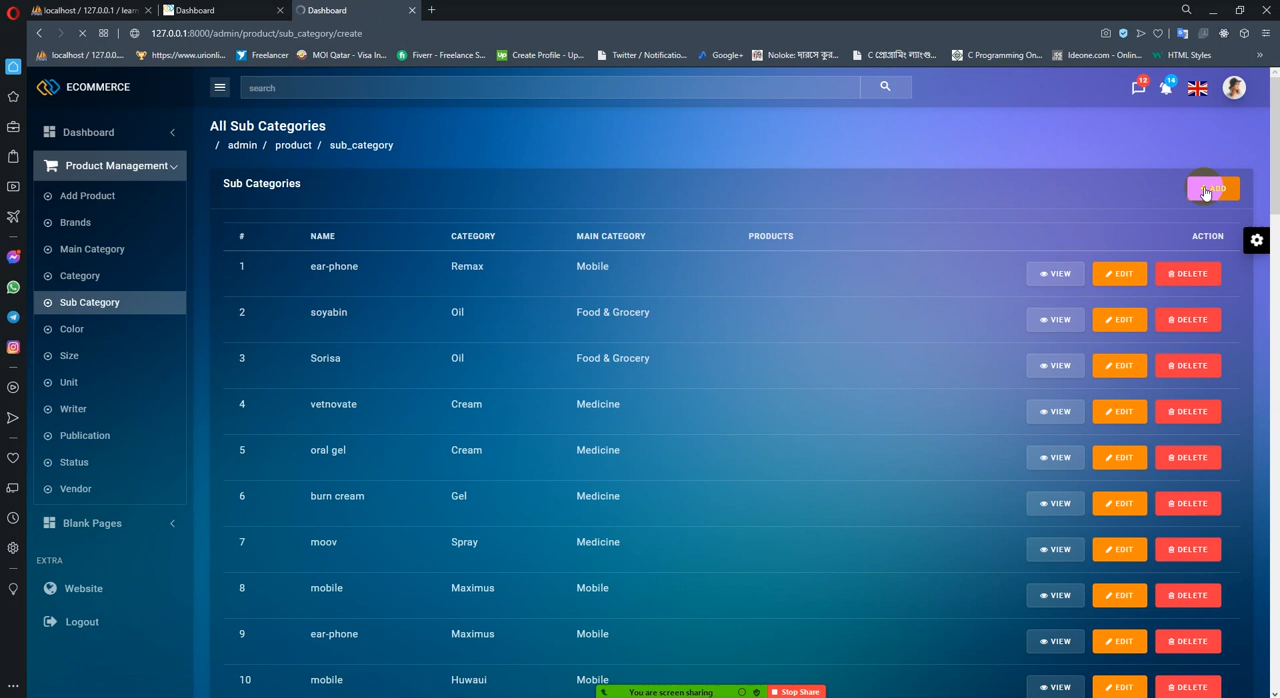 localhost / 127.0.0.1 / learn
Dashboard
Dashboard
127.0.0.1:8000/admin/product/sub_category/create
localhost / 127.0.0....
https://www.urionli...
Freelancer
MOI Qatar - Visa In...
Fiverr - Freelance S...
Create Profile - Up...
Twitter / Notificatio...
Google+
Noloke: দারসে কুর...
C প্রোগ্রামিং ল্যাংগু...
C Programming On...
Ideone.com - Onlin...
HTML Styles
ECOMMERCE
search
12
14
Dashboard
Product Management
Add Product
Brands
Main Category
Category
Sub Category
Color
Size
Unit
Writer
Publication
Status
Vendor
Blank Pages
EXTRA
Website
Logout
All Sub Categories
/ admin / product / sub_category
Sub Categories
ADD
# NAME CATEGORY MAIN CATEGORY PRODUCTS ACTION
1 ear-phone Remax Mobile VIEW EDIT DELETE
2 soyabin Oil Food & Grocery VIEW EDIT DELETE
3 Sorisa Oil Food & Grocery VIEW EDIT DELETE
4 vetnovate Cream Medicine VIEW EDIT DELETE
5 oral gel Cream Medicine VIEW EDIT DELETE
6 burn cream Gel Medicine VIEW EDIT DELETE
7 moov Spray Medicine VIEW EDIT DELETE
8 mobile Maximus Mobile VIEW EDIT DELETE
9 ear-phone Maximus Mobile VIEW EDIT DELETE
10 mobile Huwaui Mobile VIEW EDIT DELETE
You are screen sharing
Stop Share